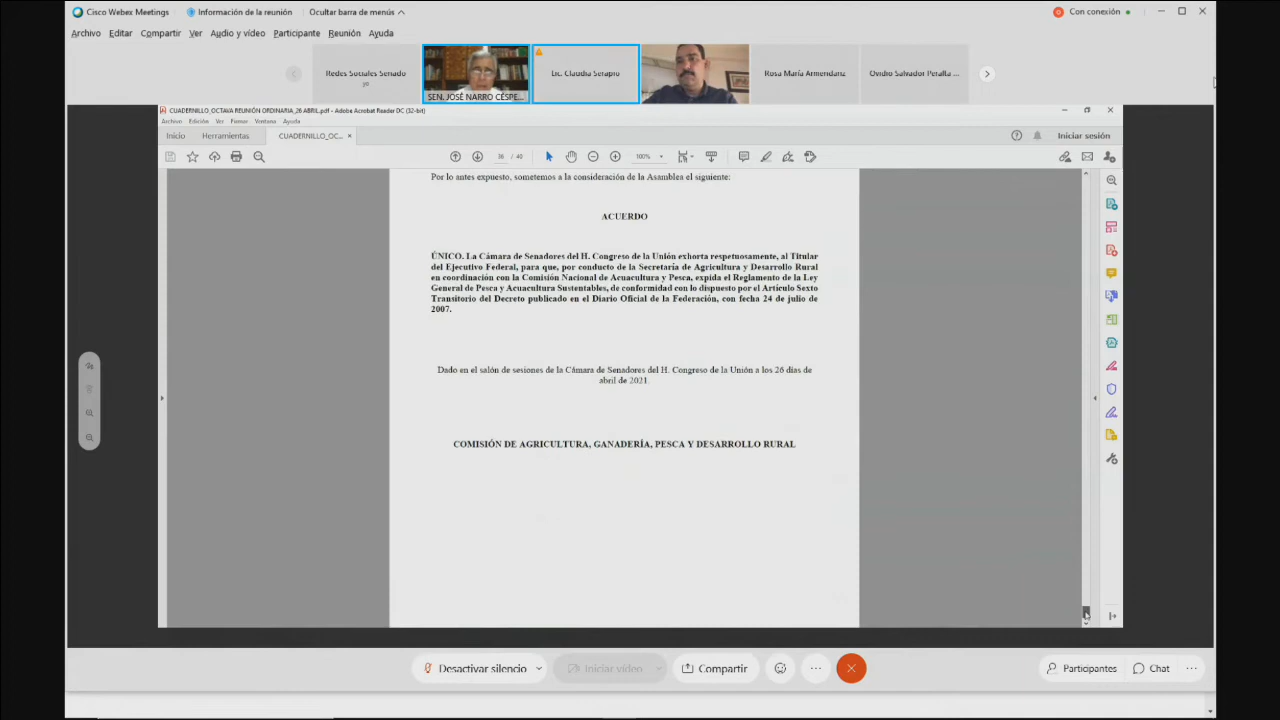 Cisco Webex Meetings
Información de la reunión
Ocultar barra de menús
Con conexión
Archivo Editar Compartir Ver Audio y vídeo Participante Reunión Ayuda
Redes Sociales Senado
yo
SEN. JOSÉ NARRO CÉSPE...
Lic. Claudia Serapio
Rosa María Armendariz
Ovidio Salvador Peralta ...
CUADERNILLO_OCTAVA REUNIÓN ORDINARIA_26 ABRIL.pdf - Adobe Acrobat Reader DC (32-bit)
Archivo Edición Ver Firmar Ventana Ayuda
Inicio Herramientas CUADERNILLO_OC... × Iniciar sesión
36 / 40 100%
Por lo antes expuesto, sometemos a la consideración de la Asamblea el siguiente:
ACUERDO
ÚNICO. La Cámara de Senadores del H. Congreso de la Unión exhorta respetuosamente, al Titular
del Ejecutivo Federal, para que, por conducto de la Secretaría de Agricultura y Desarrollo Rural
en coordinación con la Comisión Nacional de Acuacultura y Pesca, expida el Reglamento de la Ley
General de Pesca y Acuacultura Sustentables, de conformidad con lo dispuesto por el Artículo Sexto
Transitorio del Decreto publicado en el Diario Oficial de la Federación, con fecha 24 de julio de
2007.
Dado en el salón de sesiones de la Cámara de Senadores del H. Congreso de la Unión a los 26 días de
abril de 2021.
COMISIÓN DE AGRICULTURA, GANADERÍA, PESCA Y DESARROLLO RURAL
Desactivar silencio
Iniciar vídeo
Compartir
Participantes
Chat